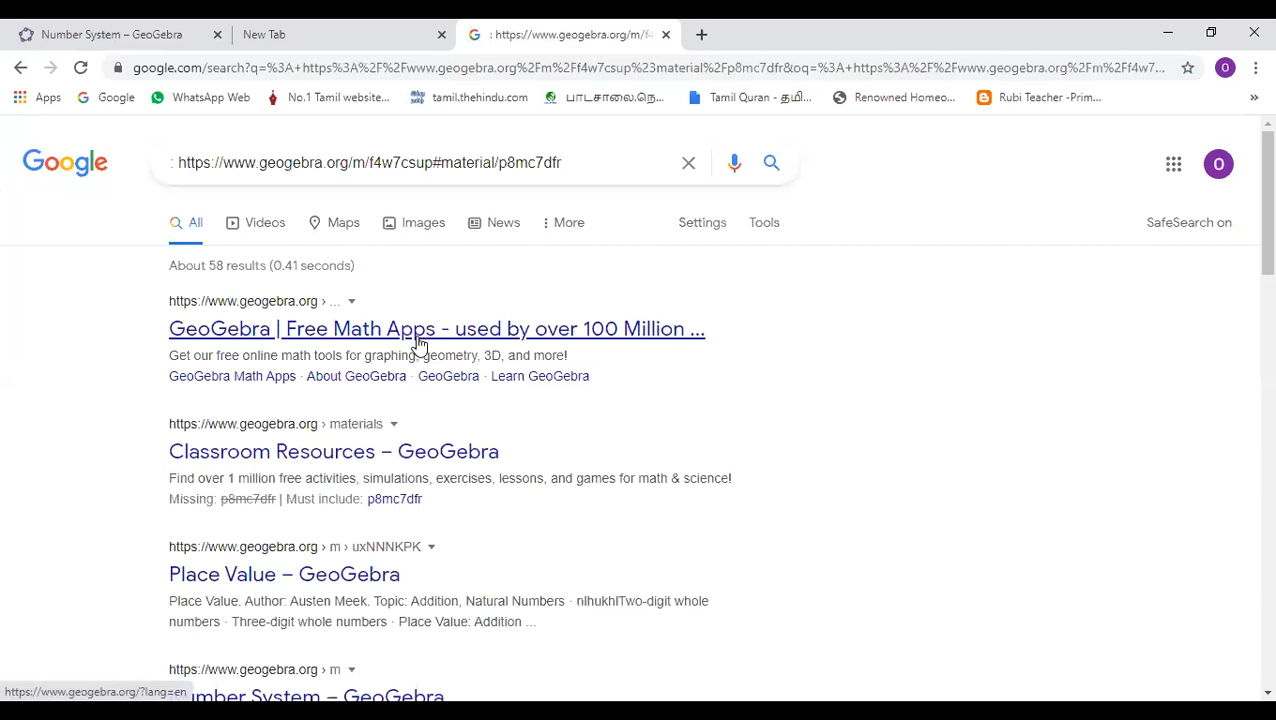 Number System – GeoGebra
New Tab
: https://www.geogebra.org/m/f4
google.com/search?q=%3A+https%3A%2F%2Fwww.geogebra.org%2Fm%2Ff4w7csup%23material%2Fp8mc7dfr&oq=%3A+https%3A%2F%2Fwww.geogebra.org%2Fm%2Ff4w7...
Apps
Google
WhatsApp Web
No.1 Tamil website...
tamil.thehindu.com
பாடசாலை.நெ...
Tamil Quran - தமி...
Renowned Homeo...
Rubi Teacher -Prim...
»
Google
: https://www.geogebra.org/m/f4w7csup#material/p8mc7dfr
O
All
Videos
Maps
Images
News
More
Settings
Tools
SafeSearch on
About 58 results (0.41 seconds)
https://www.geogebra.org › ...
GeoGebra | Free Math Apps - used by over 100 Million ...
Get our free online math tools for graphing, geometry, 3D, and more!
GeoGebra Math Apps · About GeoGebra · GeoGebra · Learn GeoGebra
https://www.geogebra.org › materials
Classroom Resources – GeoGebra
Find over 1 million free activities, simulations, exercises, lessons, and games for math & science!
Missing: p8mc7dfr | Must include: p8mc7dfr
https://www.geogebra.org › m › uxNNNKPK
Place Value – GeoGebra
Place Value. Author: Austen Meek. Topic: Addition, Natural Numbers · nlhukhlTwo-digit whole
numbers · Three-digit whole numbers · Place Value: Addition ...
https://www.geogebra.org › m
Number System – GeoGebra
https://www.geogebra.org/?lang=en